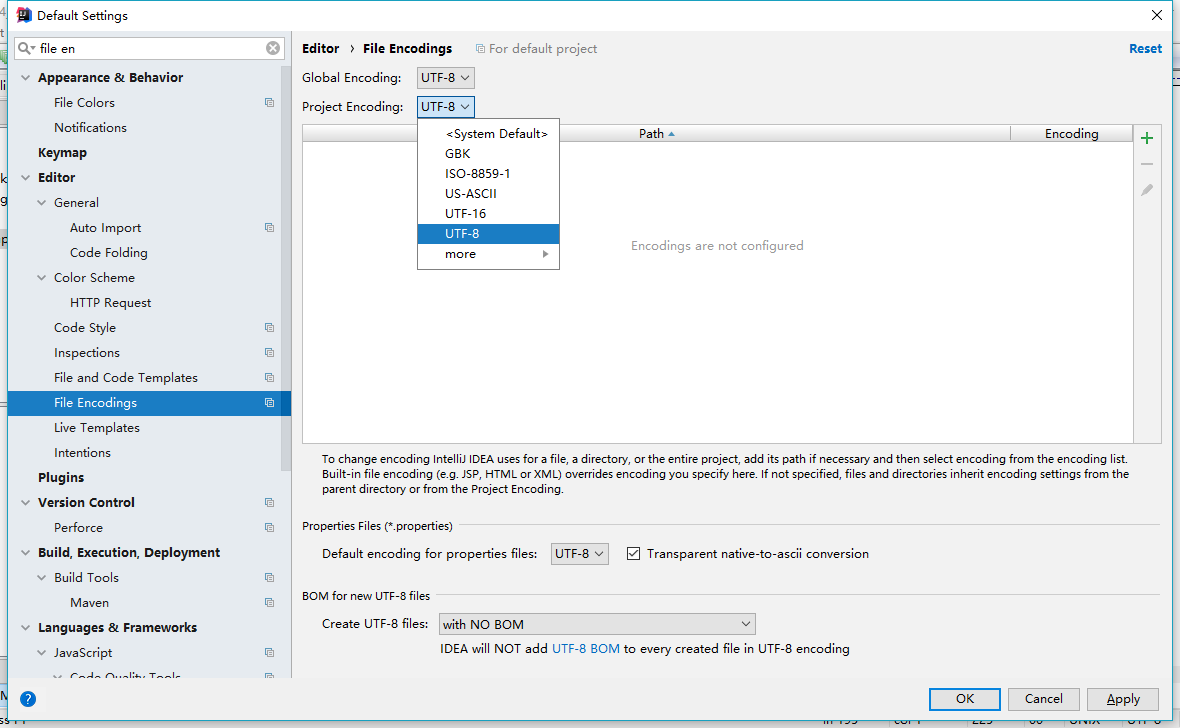 Default Settings
file en
Appearance & Behavior
File Colors
Notifications
Keymap
Editor
General
Auto Import
Code Folding
Color Scheme
HTTP Request
Code Style
Inspections
File and Code Templates
File Encodings
Live Templates
Intentions
Plugins
Version Control
Perforce
Build, Execution, Deployment
Build Tools
Maven
Languages & Frameworks
JavaScript
Code Quality Tools
Editor › File Encodings For default project Reset
Global Encoding: UTF-8
Project Encoding: UTF-8
Path Encoding
<System Default>
GBK
ISO-8859-1
US-ASCII
UTF-16
UTF-8
more
Encodings are not configured
To change encoding IntelliJ IDEA uses for a file, a directory, or the entire project, add its path if necessary and then select encoding from the encoding list.
Built-in file encoding (e.g. JSP, HTML or XML) overrides encoding you specify here. If not specified, files and directories inherit encoding settings from the
parent directory or from the Project Encoding.
Properties Files (*.properties)
Default encoding for properties files: UTF-8 Transparent native-to-ascii conversion
BOM for new UTF-8 files
Create UTF-8 files: with NO BOM
IDEA will NOT add UTF-8 BOM to every created file in UTF-8 encoding
? OK Cancel Apply